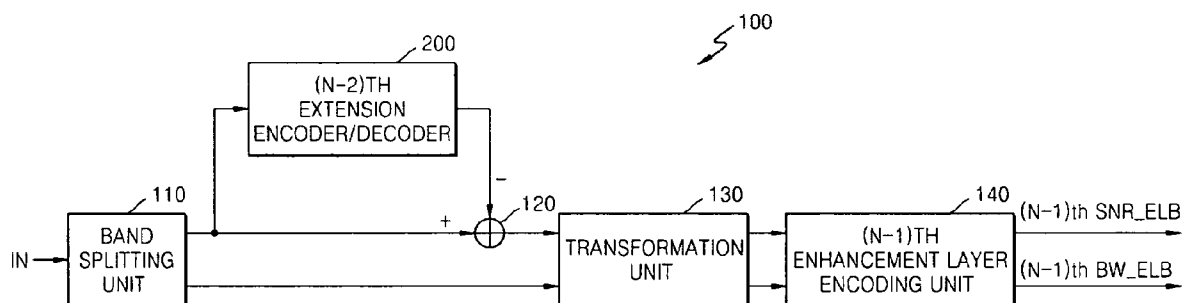 100
200
(N-2)TH
EXTENSION
ENCODER/DECODER
-
110
120
130
140
+
IN
BAND
SPLITTING
UNIT
TRANSFORMATION
UNIT
(N-1)TH
ENHANCEMENT LAYER
ENCODING UNIT
(N-1)th SNR_ELB
(N-1)th BW_ELB